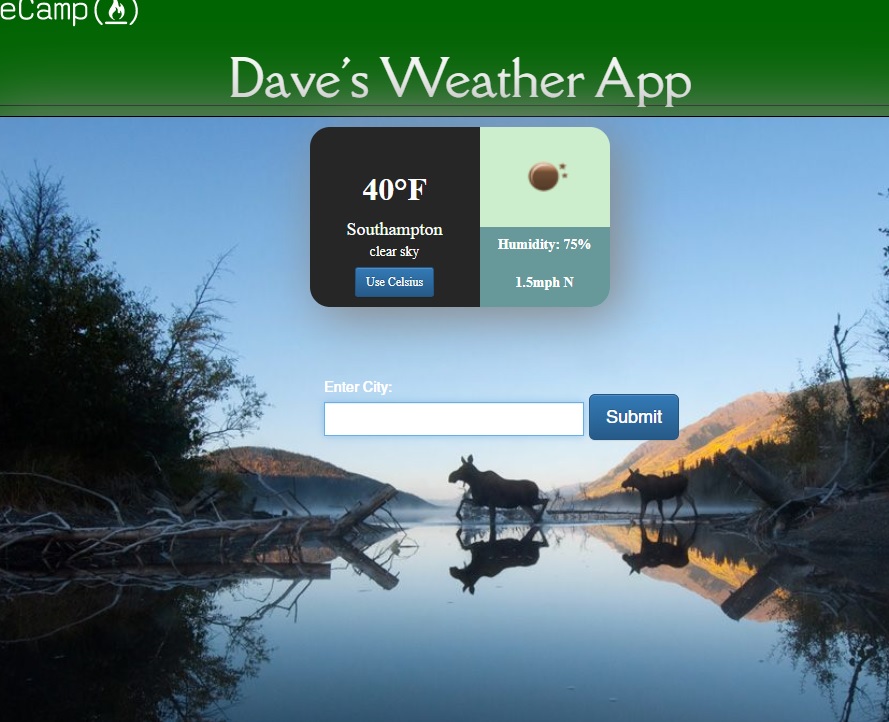 eCamp(🔥)
Dave's Weather App
40°F
Southampton
clear sky
Use Celsius
Humidity: 75%
1.5mph N
Enter City:
Submit